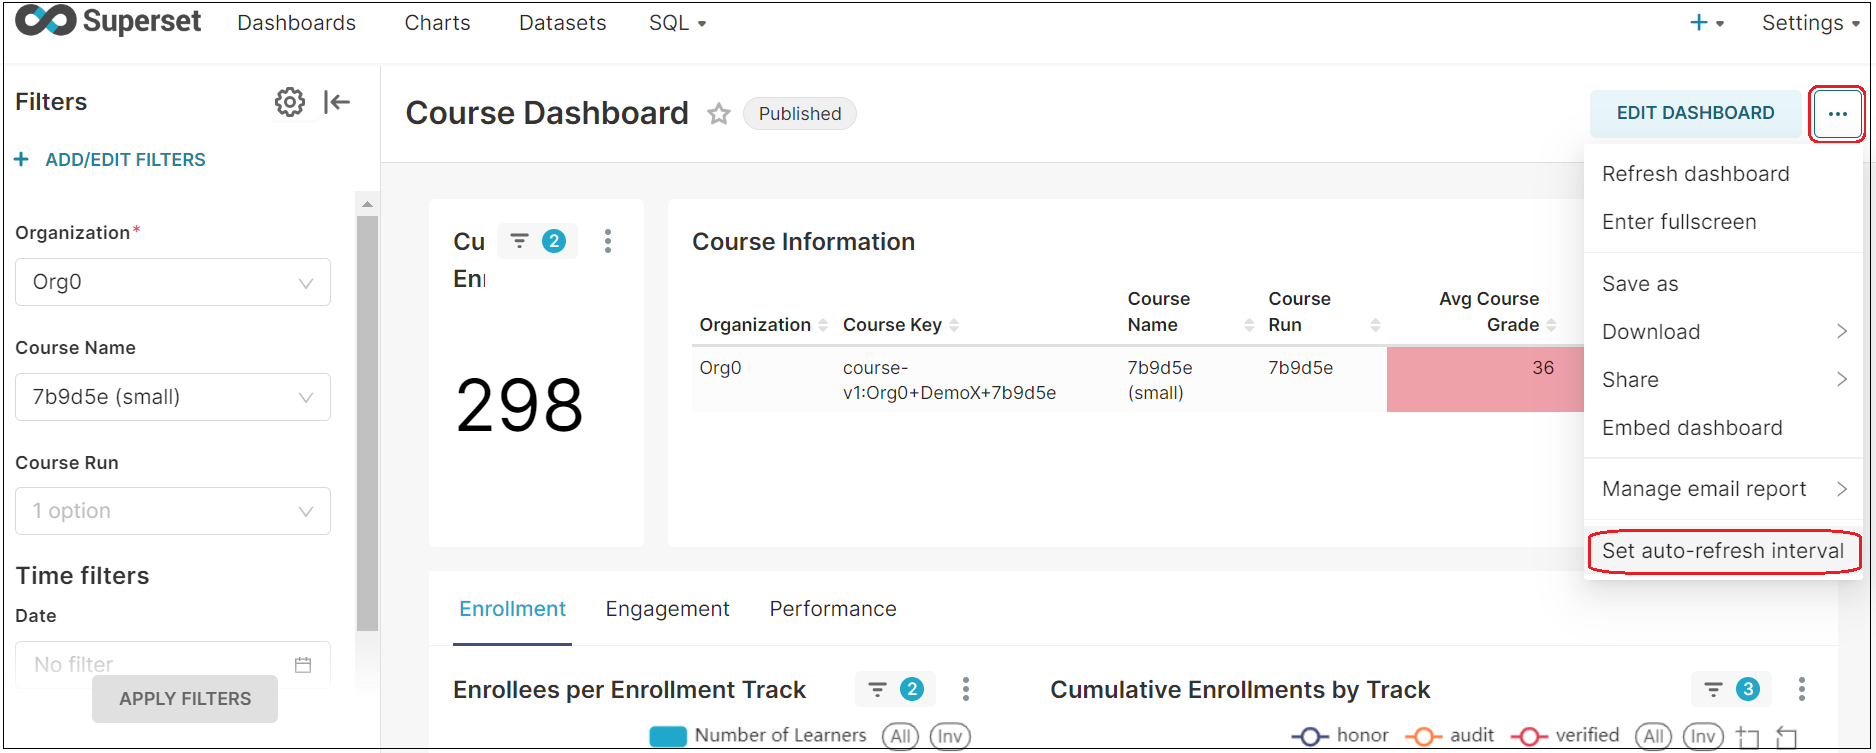 Superset
Dashboards
Charts
Datasets
SQL
Settings
Filters
+ ADD/EDIT FILTERS
Organization*
Org0
Course Name
7b9d5e (small)
Course Run
1 option
Time filters
Date
No filter
APPLY FILTERS
Course Dashboard
Published
EDIT DASHBOARD
...
Refresh dashboard
Enter fullscreen
Save as
Download
Share
Embed dashboard
Manage email report
Set auto-refresh interval
Cu
Enr
2
298
Course Information
Organization
Course Key
Course
Name
Course
Run
Avg Course
Grade
Org0
course-
v1:Org0+DemoX+7b9d5e
7b9d5e
(small)
7b9d5e
36
Enrollment
Engagement
Performance
Enrollees per Enrollment Track
2
Number of Learners
All
Inv
Cumulative Enrollments by Track
3
honor
audit
verified
All
Inv